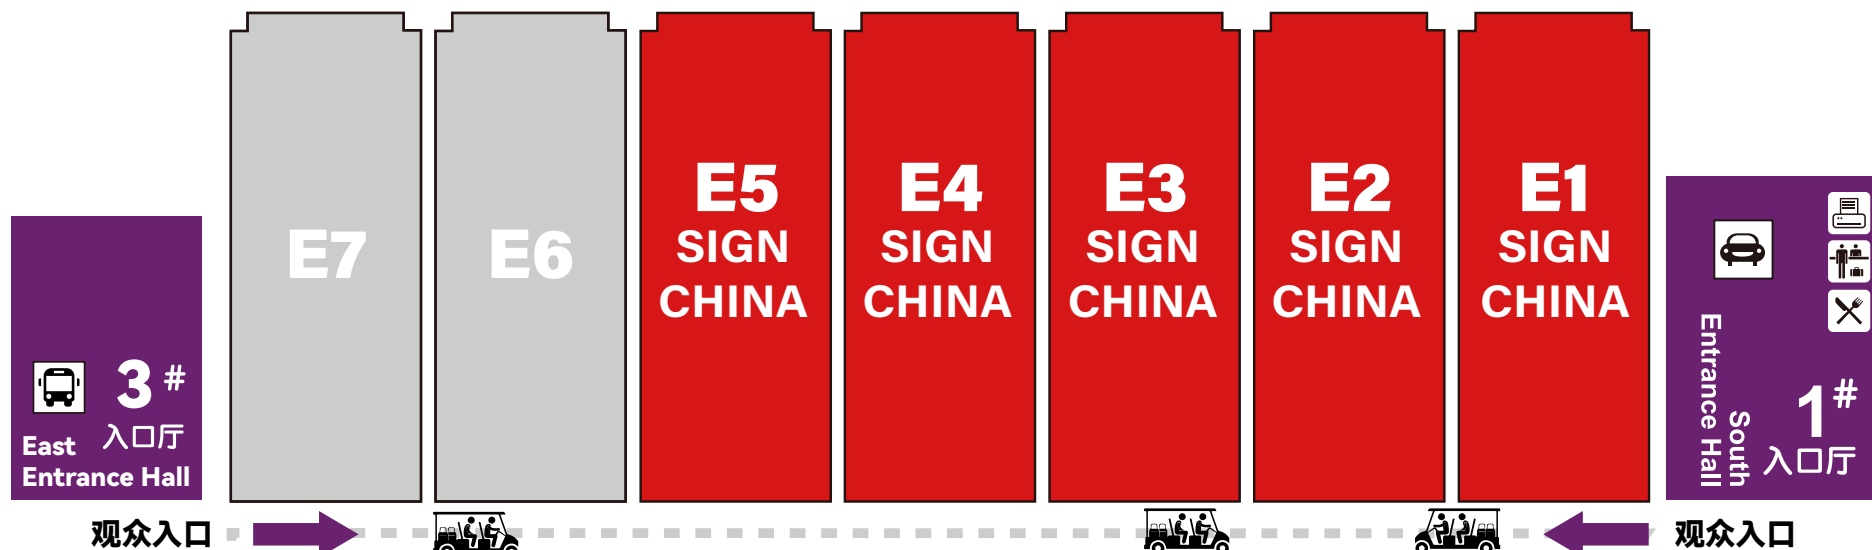 E7
E6
E5
SIGN
CHINA
E4
SIGN
CHINA
E3
SIGN
CHINA
E2
SIGN
CHINA
E1
SIGN
CHINA
3#
入口厅
East
Entrance Hall
South
Entrance Hall
1#
入口厅
观众入口
观众入口